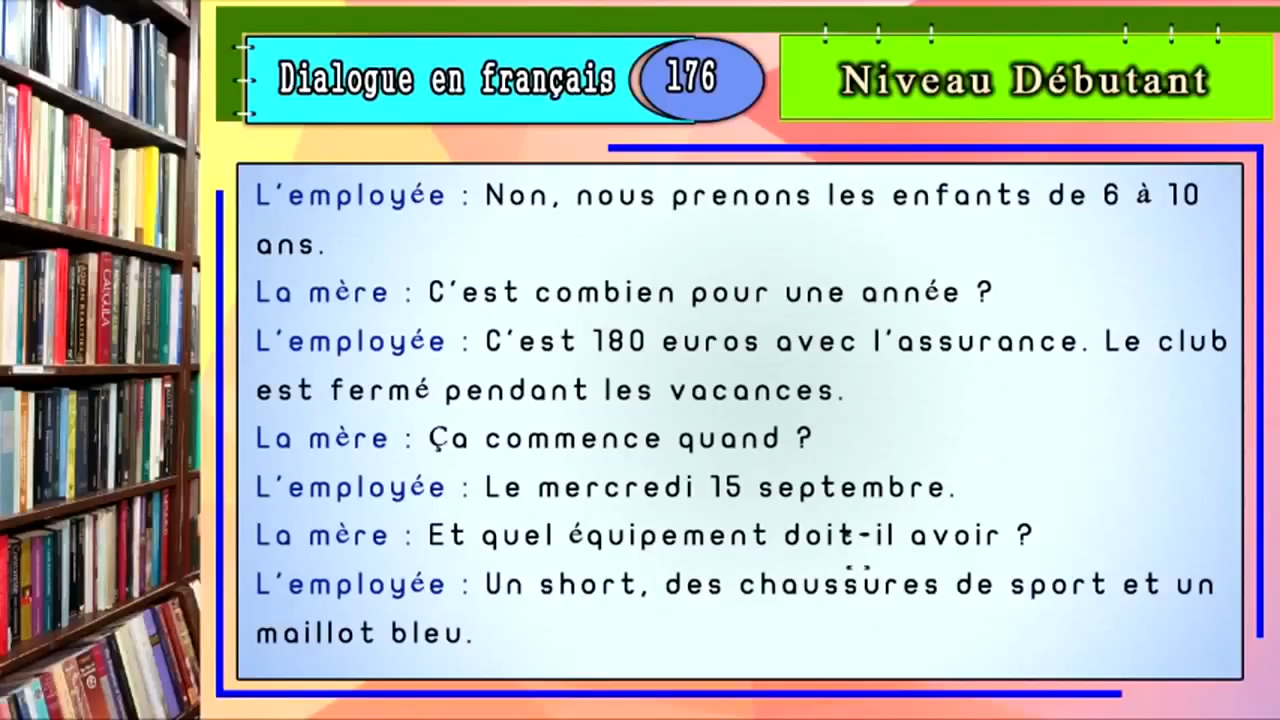 Dialogue en français 176
Niveau Débutant
L'employée : Non, nous prenons les enfants de 6 à 10
ans.
La mère : C'est combien pour une année ?
L'employée : C'est 180 euros avec l'assurance. Le club
est fermé pendant les vacances.
La mère : Ça commence quand ?
L'employée : Le mercredi 15 septembre.
La mère : Et quel équipement doit-il avoir ?
L'employée : Un short, des chaussures de sport et un
maillot bleu.
CALIGULA